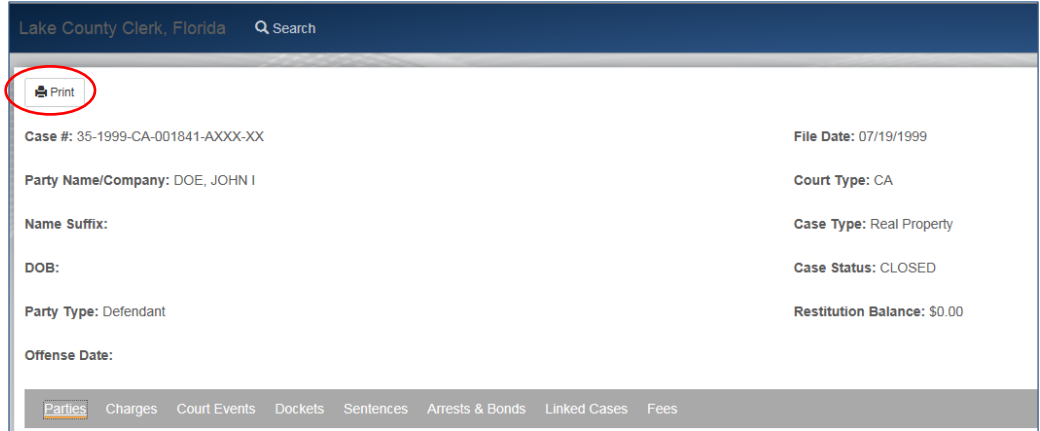 Lake County Clerk, Florida Search
Print
Case #: 35-1999-CA-001841-AXXX-XX File Date: 07/19/1999
Party Name/Company: DOE, JOHN I Court Type: CA
Name Suffix: Case Type: Real Property
DOB: Case Status: CLOSED
Party Type: Defendant Restitution Balance: $0.00
Offense Date:
Parties Charges Court Events Dockets Sentences Arrests & Bonds Linked Cases Fees